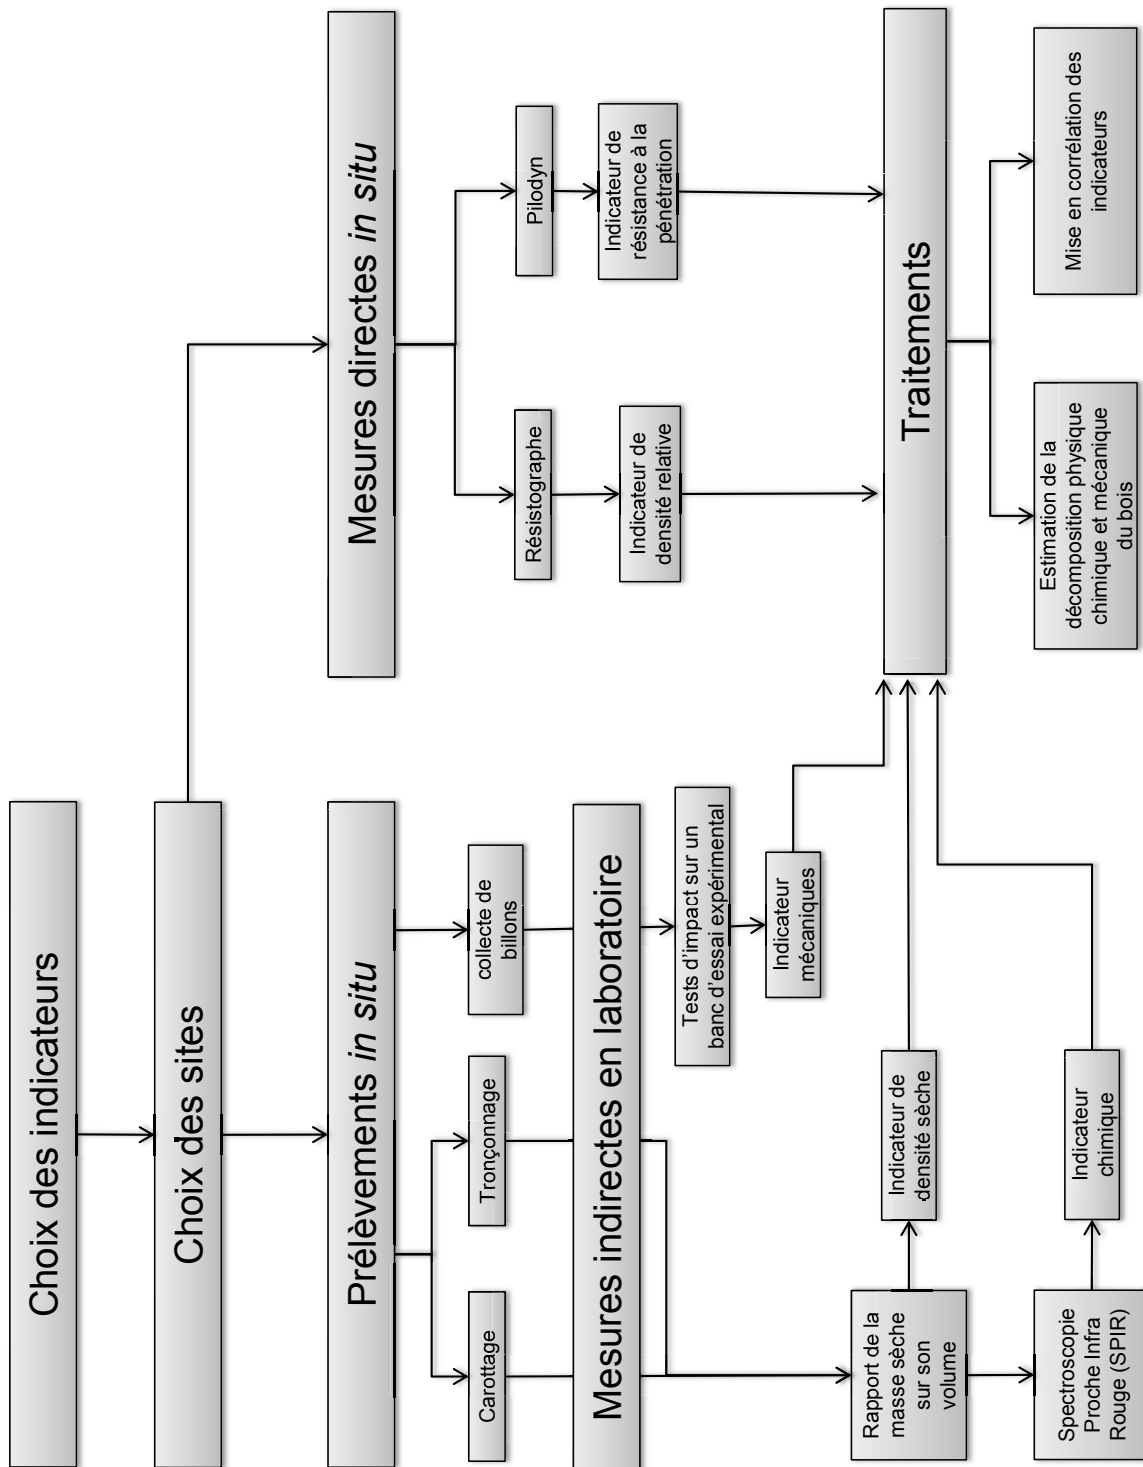 Choix des indicateurs
Choix des sites
Prélèvements in situ
Mesures directes in situ
Carottage
Tronçonnage
collecte de
billons
Résistographe
Pilodyn
Mesures indirectes en laboratoire
Indicateur de
densité relative
Indicateur de
résistance à la
pénétration
Tests d'impact sur un
banc d'essai expérimental
Indicateur
mécaniques
Rapport de la
masse sèche
sur son
volume
Indicateur de
densité sèche
Traitements
Spectroscopie
Proche Infra
Rouge (SPIR)
Indicateur
chimique
Estimation de la
décomposition physique
chimique et mécanique
du bois
Mise en corrélation des
indicateurs